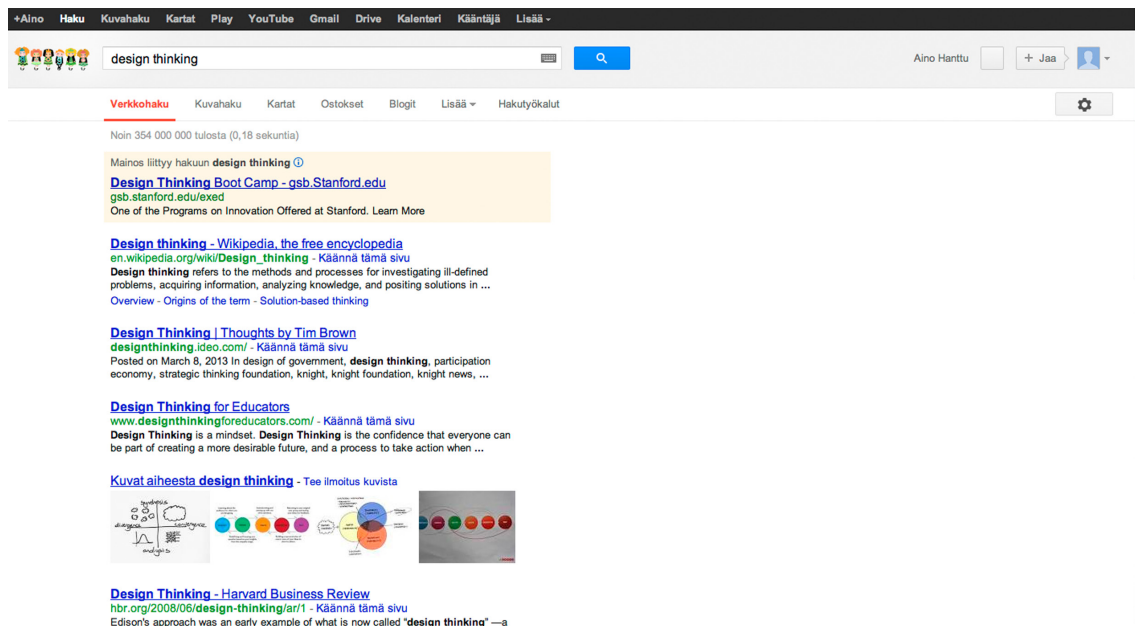 +Aino Haku Kuvahaku Kartat Play YouTube Gmail Drive Kalenteri Kääntäjä Lisää
design thinking
Aino Hanttu
+ Jaa
Verkkohaku Kuvahaku Kartat Ostokset Blogit Lisää Hakutyökalut
Noin 354 000 000 tulosta (0,18 sekuntia)
Mainos liittyy hakuun design thinking
Design Thinking Boot Camp - gsb.Stanford.edu
gsb.stanford.edu/exed
One of the Programs on Innovation Offered at Stanford. Learn More
Design thinking - Wikipedia, the free encyclopedia
en.wikipedia.org/wiki/Design_thinking - Käännä tämä sivu
Design thinking refers to the methods and processes for investigating ill-defined
problems, acquiring information, analyzing knowledge, and positing solutions in ...
Overview - Origins of the term - Solution-based thinking
Design Thinking | Thoughts by Tim Brown
designthinking.ideo.com/ - Käännä tämä sivu
Posted on March 8, 2013 In design of government, design thinking, participation
economy, strategic thinking foundation, knight, knight foundation, knight news, ...
Design Thinking for Educators
www.designthinkingforeducators.com/ - Käännä tämä sivu
Design Thinking is a mindset. Design Thinking is the confidence that everyone can
be part of creating a more desirable future, and a process to take action when ...
Kuvat aiheesta design thinking - Tee ilmoitus kuvista
synthesis
divergence convergence
analysis
Design Thinking - Harvard Business Review
hbr.org/2008/06/design-thinking/ar/1 - Käännä tämä sivu
Edison's approach was an early example of what is now called "design thinking" —a